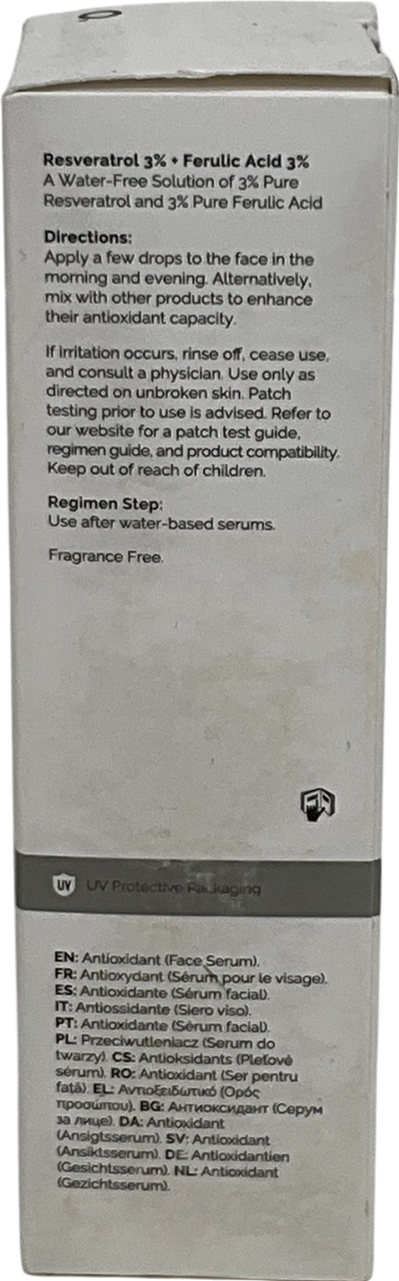 Resveratrol 3% + Ferulic Acid 3%
A Water-Free Solution of 3% Pure
Resveratrol and 3% Pure Ferulic Acid
Directions:
Apply a few drops to the face in the
morning and evening. Alternatively,
mix with other products to enhance
their antioxidant capacity.
If irritation occurs, rinse off, cease use,
and consult a physician. Use only as
directed on unbroken skin. Patch
testing prior to use is advised. Refer to
our website for a patch test guide,
regimen guide, and product compatibility.
Keep out of reach of children.
Regimen Step:
Use after water-based serums.
Fragrance Free.
UV UV Protective Packaging
EN: Antioxidant (Face Serum).
FR: Antioxydant (Sérum pour le visage).
ES: Antioxidante (Sérum facial).
IT: Antiossidante (Siero viso).
PT: Antioxidante (Sérum facial).
PL: Przeciwutleniacz (Serum do
twarzy). CS: Antioksidants (Pleťové
sérum). RO: Antioxidant (Ser pentru
față). EL: Αντιοξειδωτικό (Ορός
προσώπου). BG: Антиоксидант (Серум
за лице). DA: Antioxidant
(Ansigtsserum). SV: Antioxidant
(Ansiktsserum). DE: Antioxidantien
(Gesichtsserum). NL: Antioxidant
(Gezichtsserum).